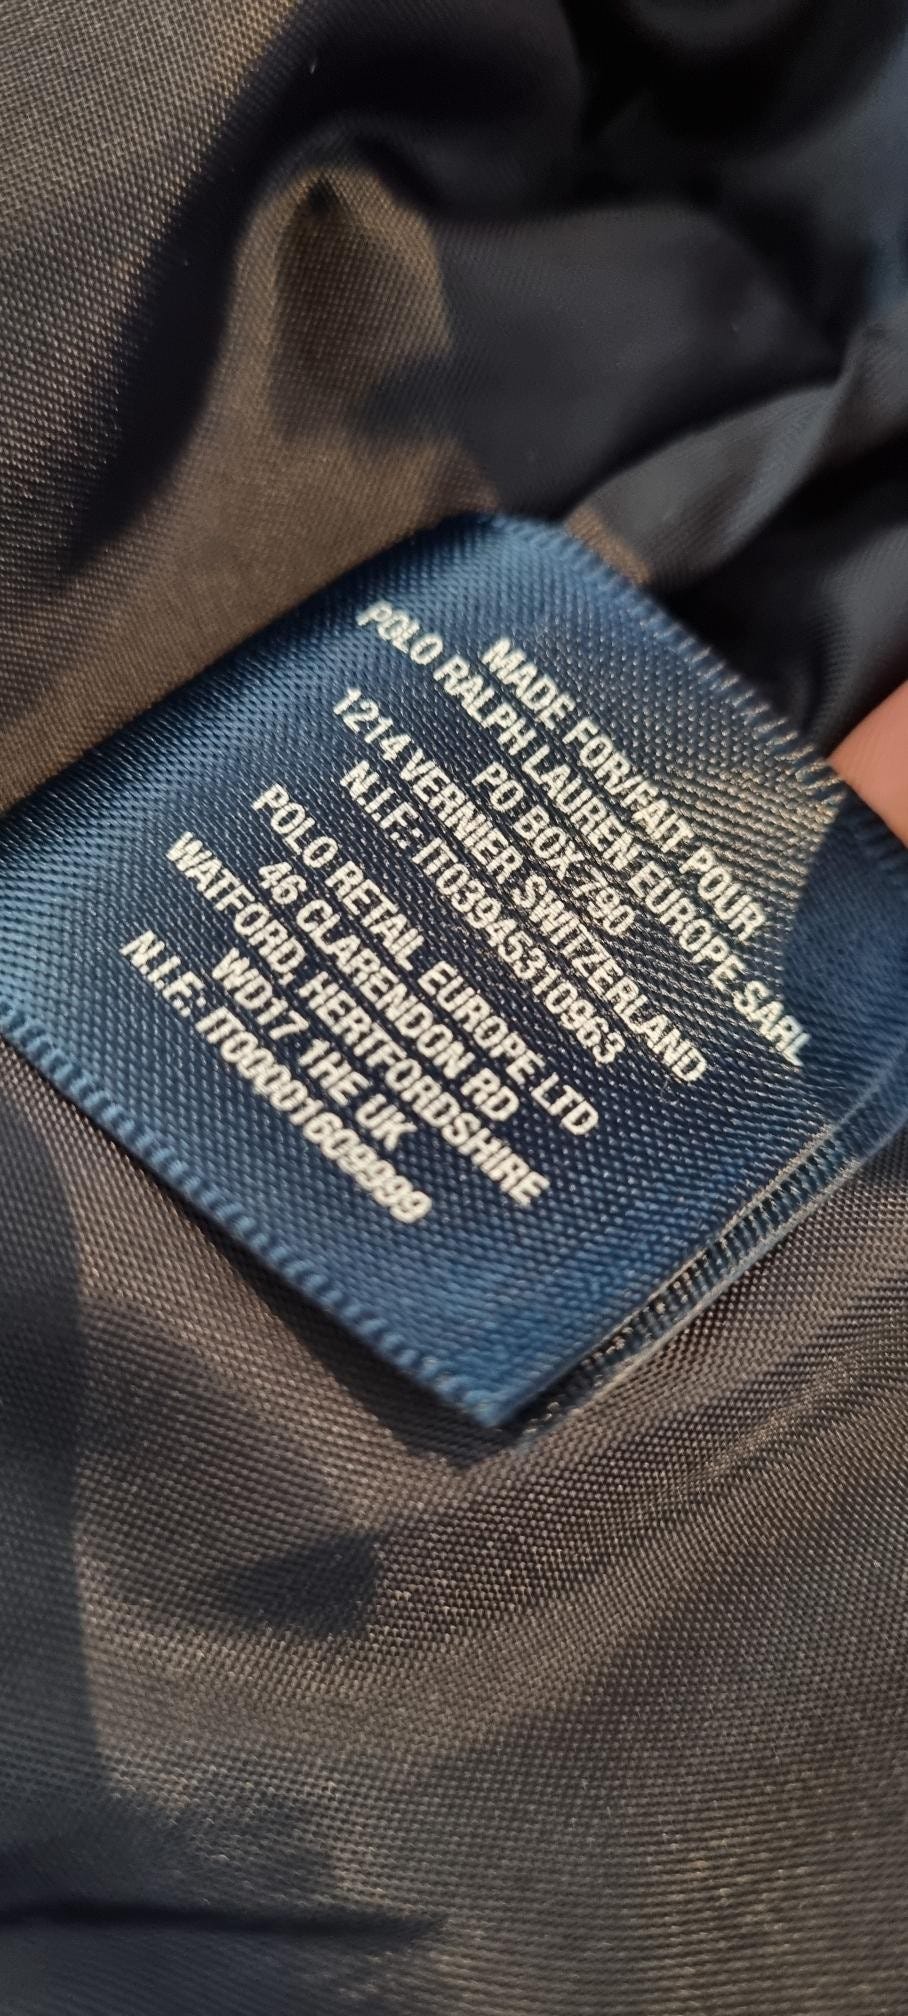 MADE FOR/FAIT POUR
POLO RALPH LAUREN EUROPE SARL
PO BOX 790
1214 VERNIER SWITZERLAND
N.I.F.: IT03945310963
POLO RETAIL EUROPE LTD
46 CLARENDON RD
WATFORD, HERTFORDSHIRE
WD17 1HE UK
N.I.F.: IT00001609999